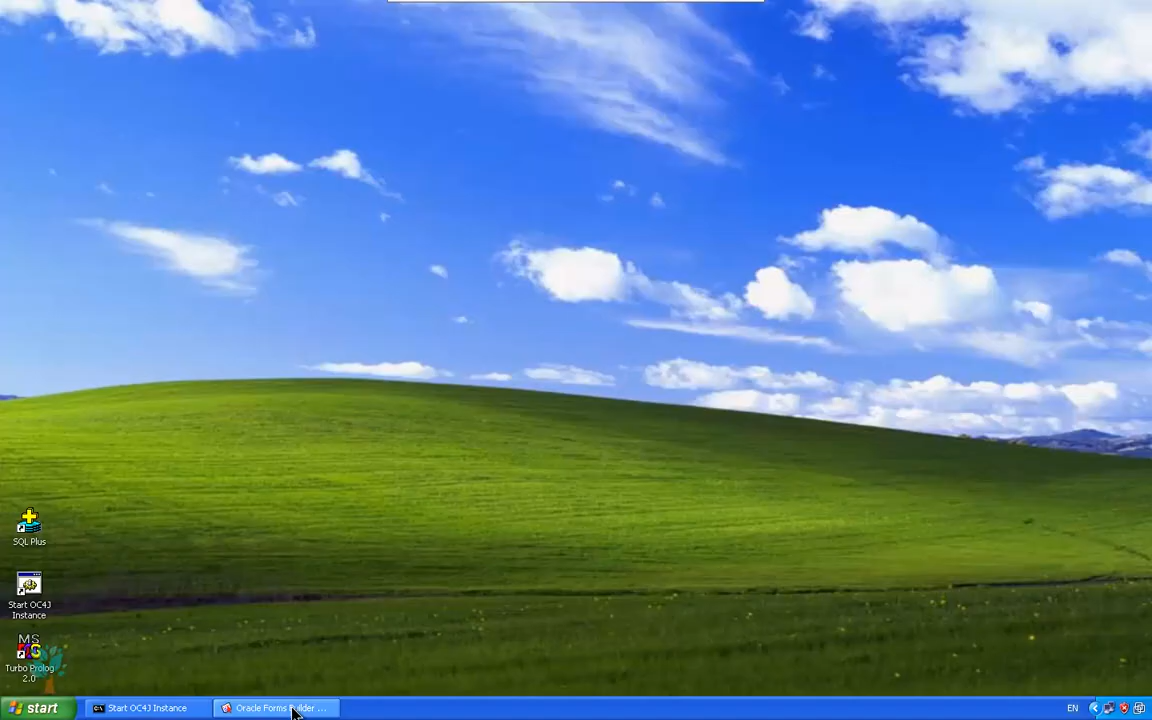 SQL Plus
Start OC4J
Instance
MS
Turbo Prolog
2.0
start
Start OC4J Instance
Oracle Forms Builder ...
EN